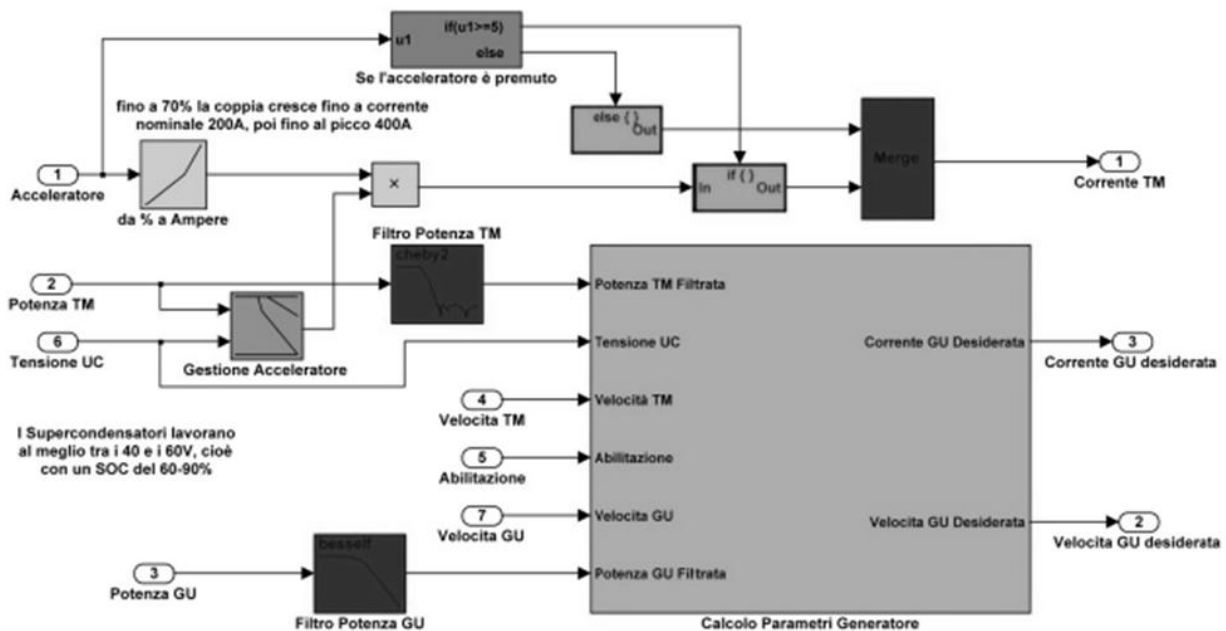 if(u1>=5)
u1
else
Se l'acceleratore è premuto
fino a 70% la coppia cresce fino a corrente
nominale 200A, poi fino al picco 400A
else { }
Out
Merge
1
Acceleratore
da % a Ampere
×
In
if { }
Out
1
Corrente TM
Filtro Potenza TM
cheby2
2
Potenza TM
6
Tensione UC
Gestione Acceleratore
Potenza TM Filtrata
Tensione UC
Corrente GU Desiderata
3
Corrente GU desiderata
4
Velocita TM
Velocità TM
I Supercondensatori lavorano
al meglio tra i 40 e i 60V, cioè
con un SOC del 60-90%
5
Abilitazione
Abilitazione
7
Velocita GU
Velocita GU
Velocita GU Desiderata
2
Velocita GU desiderata
besself
3
Potenza GU
Potenza GU Filtrata
Filtro Potenza GU
Calcolo Parametri Generatore